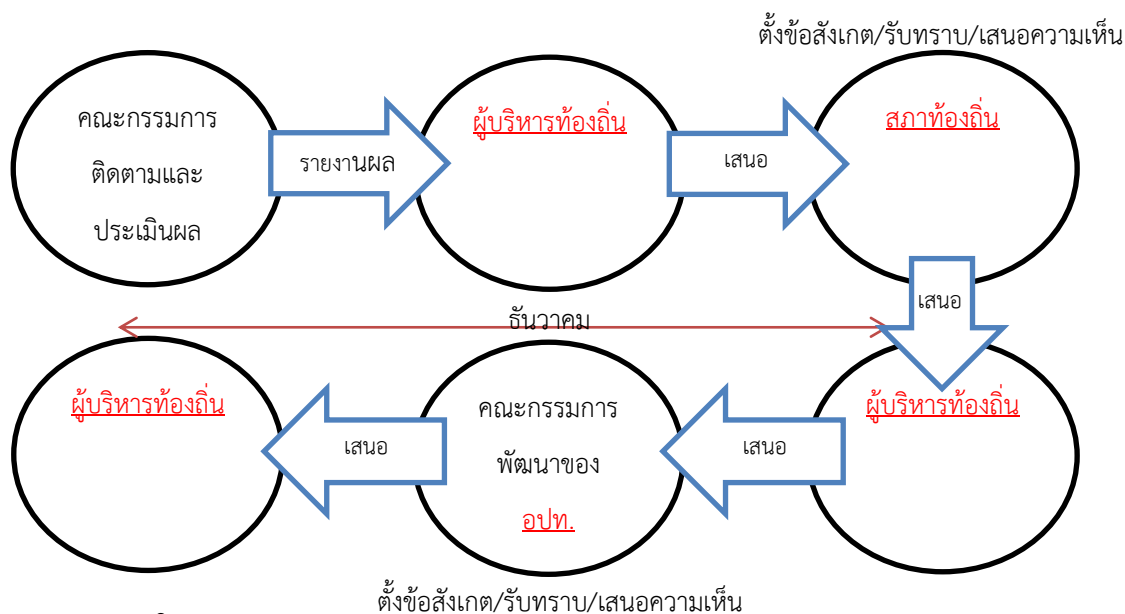 ตั้งข้อสังเกต/รับทราบ/เสนอความเห็น
คณะกรรมการ
ติดตามและ
ประเมินผล
รายงานผล
ผู้บริหารท้องถิ่น
เสนอ
สภาท้องถิ่น
เสนอ
ธันวาคม
ผู้บริหารท้องถิ่น
เสนอ
คณะกรรมการ
พัฒนาของ
อปท.
เสนอ
ผู้บริหารท้องถิ่น
ตั้งข้อสังเกต/รับทราบ/เสนอความเห็น